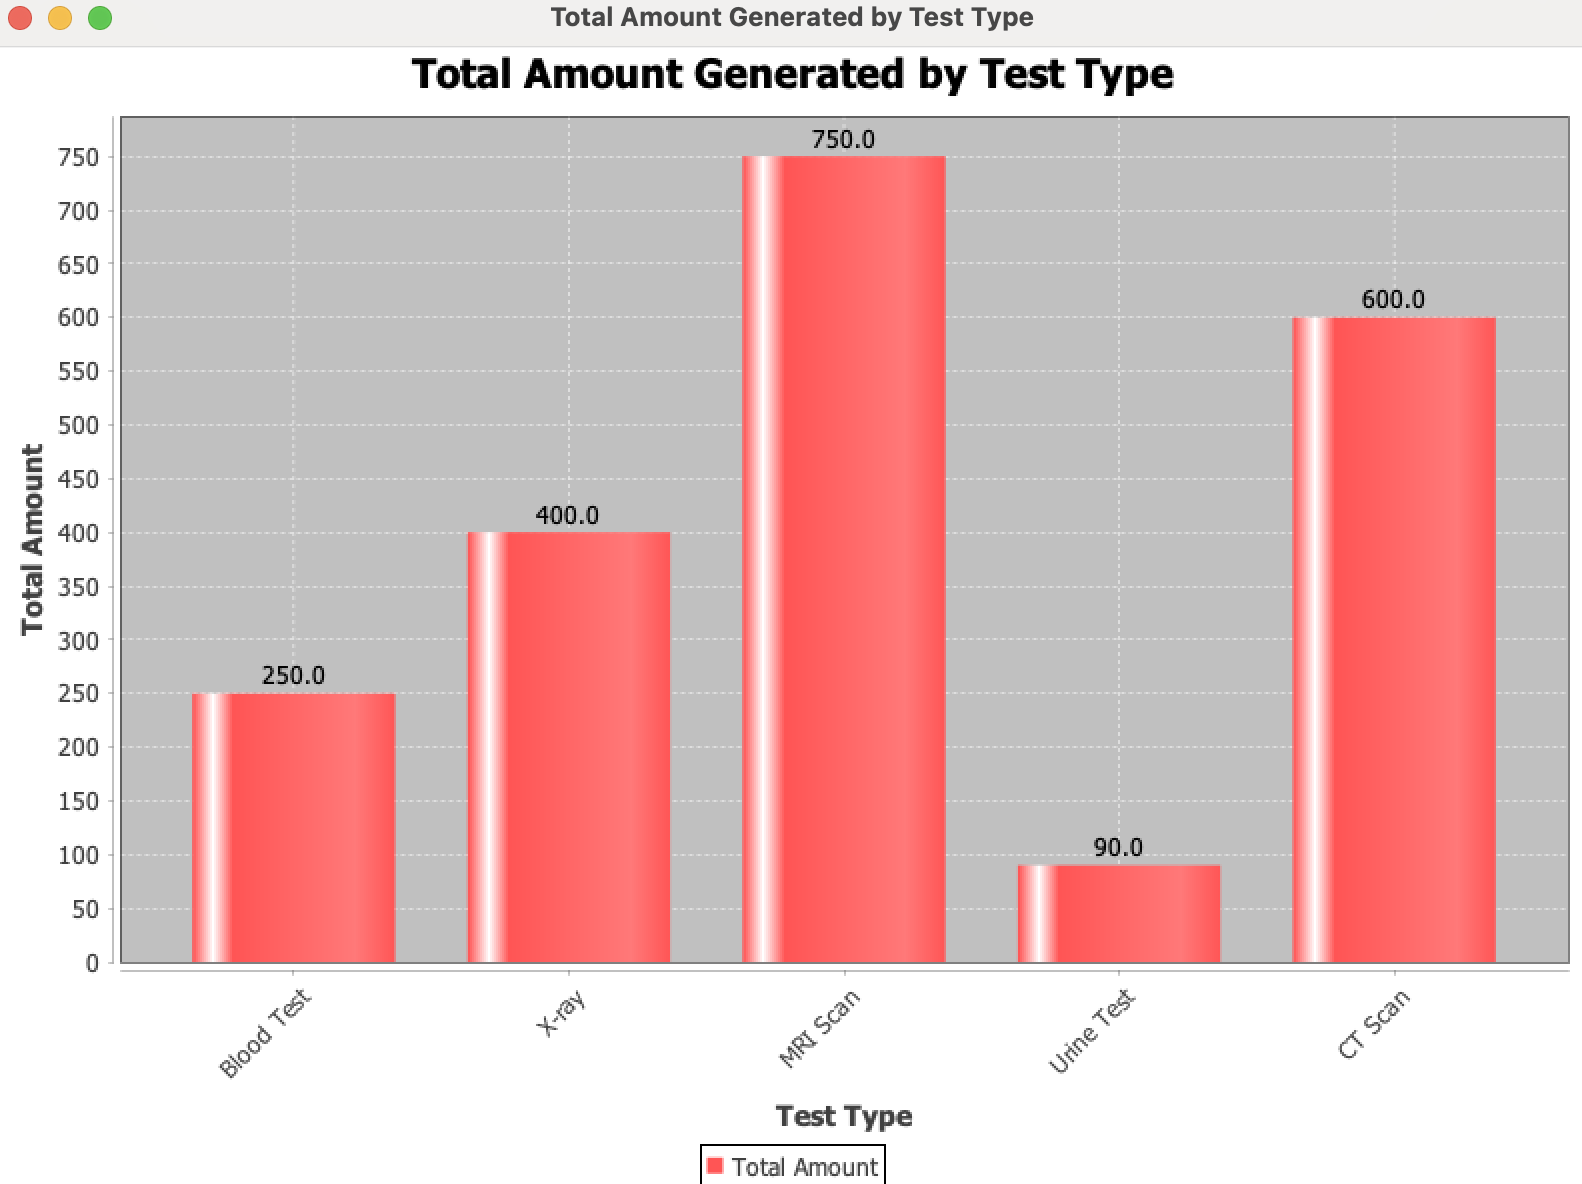 Total Amount Generated by Test Type
Total Amount Generated by Test Type
750.0
750
700
650
600.0
600
550
500
450
400.0
400
350
300
250.0
250
200
150
90.0
100
50
0
Total Amount
Blood Test
X-ray
MRI Scan
Urine Test
CT Scan
Test Type
Total Amount